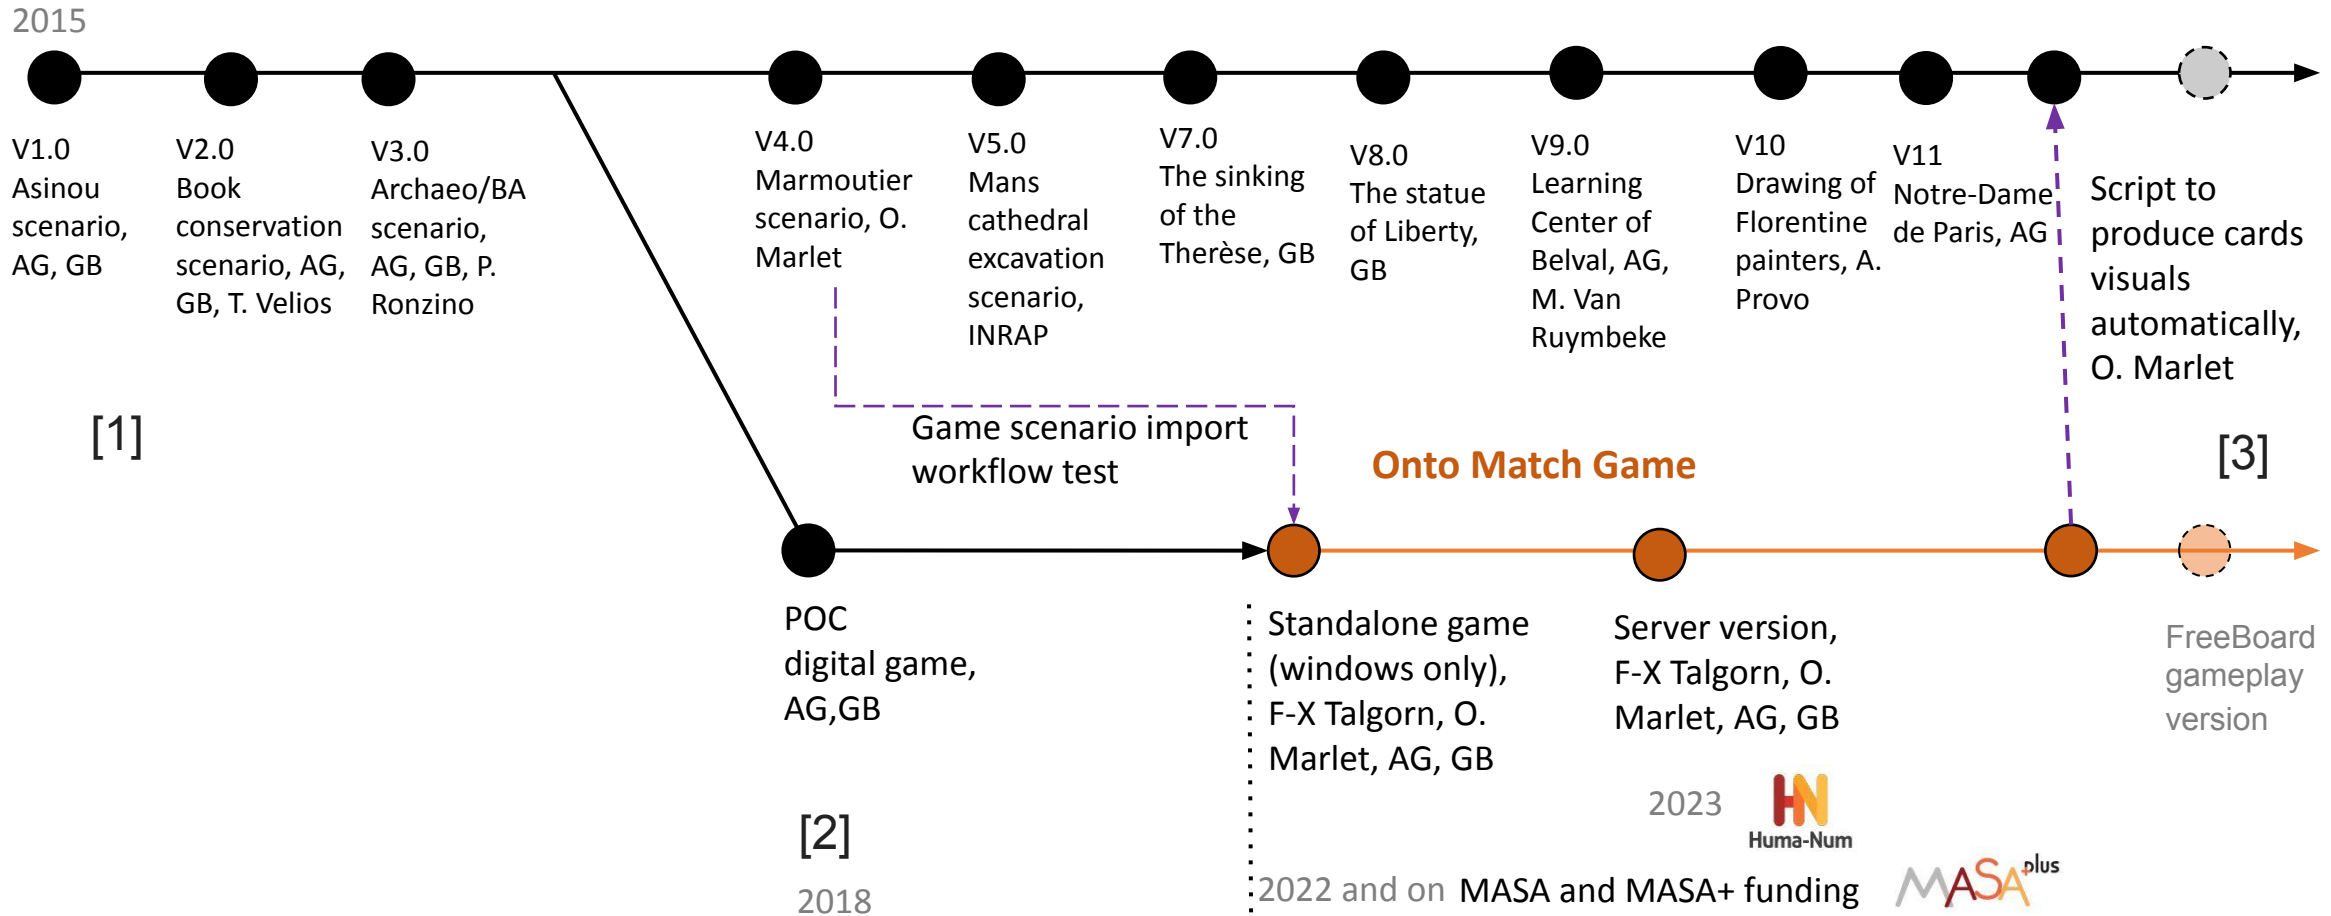 2015
V1.0
Asinou
scenario,
AG, GB
V2.0
Book
conservation
scenario, AG,
GB, T. Velios
V3.0
Archaeo/BA
scenario,
AG, GB, P.
Ronzino
V4.0
Marmoutier
scenario, O.
Marlet
V5.0
Mans
cathedral
excavation
scenario,
INRAP
V7.0
The sinking
of the
Therèse, GB
V8.0
The statue
of Liberty,
GB
V9.0
Learning
Center of
Belval, AG,
M. Van
Ruymbeke
V10
Drawing of
Florentine
painters, A.
Provo
V11
Notre-Dame
de Paris, AG
Script to
produce cards
visuals
automatically,
O. Marlet
[1]
Game scenario import
workflow test
Onto Match Game
[3]
POC
digital game,
AG,GB
Standalone game
(windows only),
F-X Talgorn, O.
Marlet, AG, GB
Server version,
F-X Talgorn, O.
Marlet, AG, GB
FreeBoard
gameplay
version
[2]
2018
2023
HN
Huma-Num
2022 and on MASA and MASA+ funding
MASA+plus